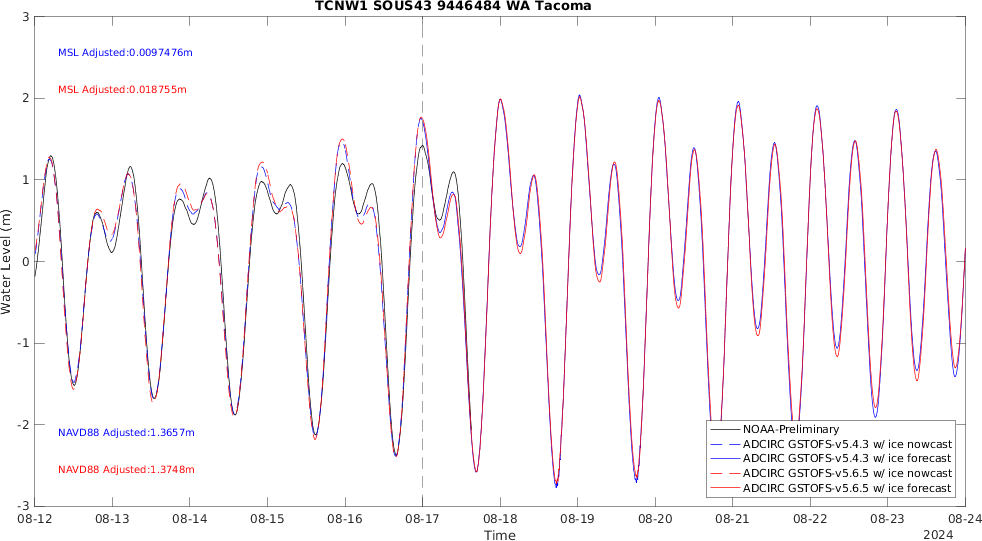 TCNW1 SOUS43 9446484 WA Tacoma
MSL Adjusted:0.0097476m
MSL Adjusted:0.018755m
NAVD88 Adjusted:1.3657m
NAVD88 Adjusted:1.3748m
Water Level (m)
3
2
1
0
-1
-2
-3
NOAA-Preliminary
ADCIRC GSTOFS-v5.4.3 w/ ice nowcast
ADCIRC GSTOFS-v5.4.3 w/ ice forecast
ADCIRC GSTOFS-v5.6.5 w/ ice nowcast
ADCIRC GSTOFS-v5.6.5 w/ ice forecast
08-12 08-13 08-14 08-15 08-16 08-17 08-18 08-19 08-20 08-21 08-22 08-23 08-24
Time
2024